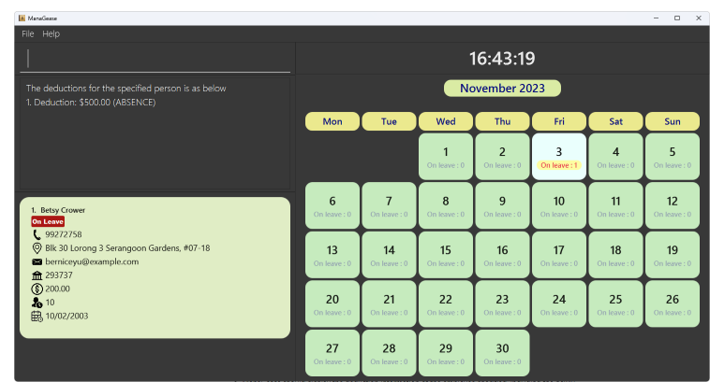 ManaGease
File Help
The deductions for the specified person is as below
1. Deduction: $500.00 (ABSENCE)
1. Betsy Crower
On Leave
99272758
Blk 30 Lorong 3 Serangoon Gardens, #07-18
berniceyu@example.com
293737
200.00
10
10/02/2003
16:43:19
November 2023
Mon Tue Wed Thu Fri Sat Sun
1 2 3 4 5
On leave : 0 On leave : 0 On leave : 1 On leave : 0 On leave : 0
6 7 8 9 10 11 12
On leave : 0 On leave : 0 On leave : 0 On leave : 0 On leave : 0 On leave : 0 On leave : 0
13 14 15 16 17 18 19
On leave : 0 On leave : 0 On leave : 0 On leave : 0 On leave : 0 On leave : 0 On leave : 0
20 21 22 23 24 25 26
On leave : 0 On leave : 0 On leave : 0 On leave : 0 On leave : 0 On leave : 0 On leave : 0
27 28 29 30
On leave : 0 On leave : 0 On leave : 0 On leave : 0